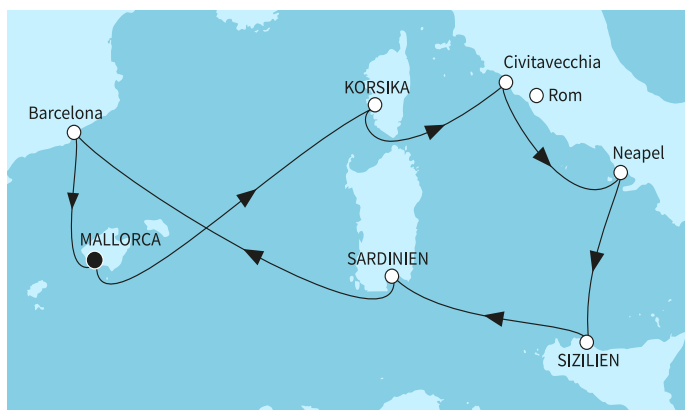 Civitavecchia
KORSIKA
Rom
Barcelona
Neapel
MALLORCA
SARDINIEN
SIZILIEN